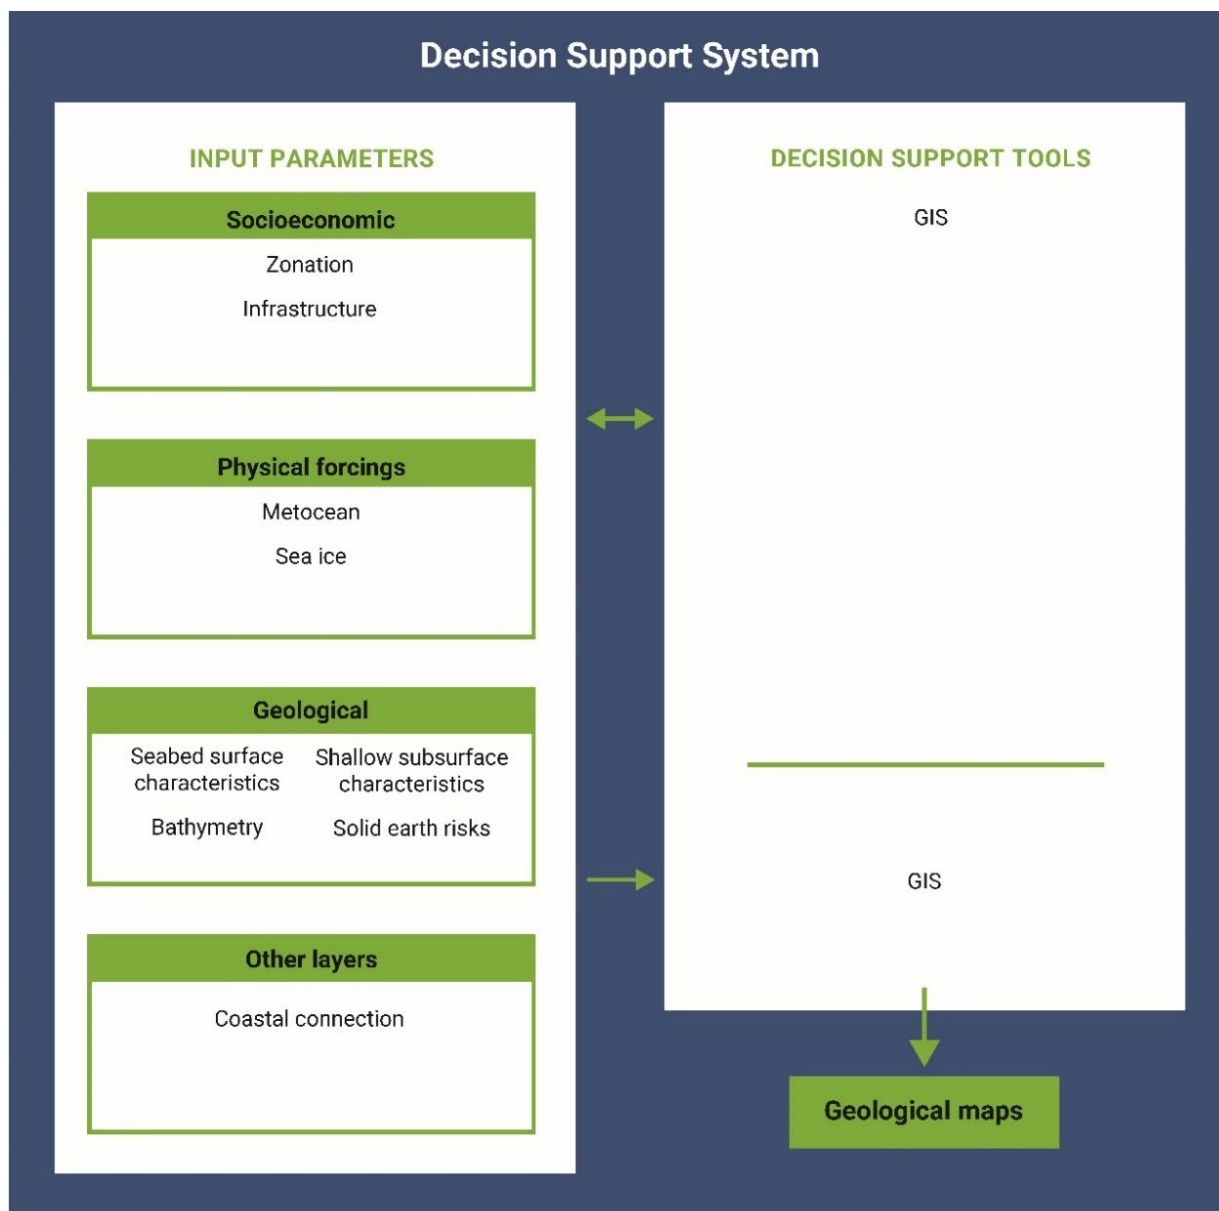 Decision Support System
INPUT PARAMETERS
Socioeconomic
Zonation
Infrastructure
Physical forcings
Metocean
Sea ice
Geological
Seabed surface
characteristics
Shallow subsurface
characteristics
Bathymetry
Solid earth risks
Other layers
Coastal connection
DECISION SUPPORT TOOLS
GIS
GIS
Geological maps